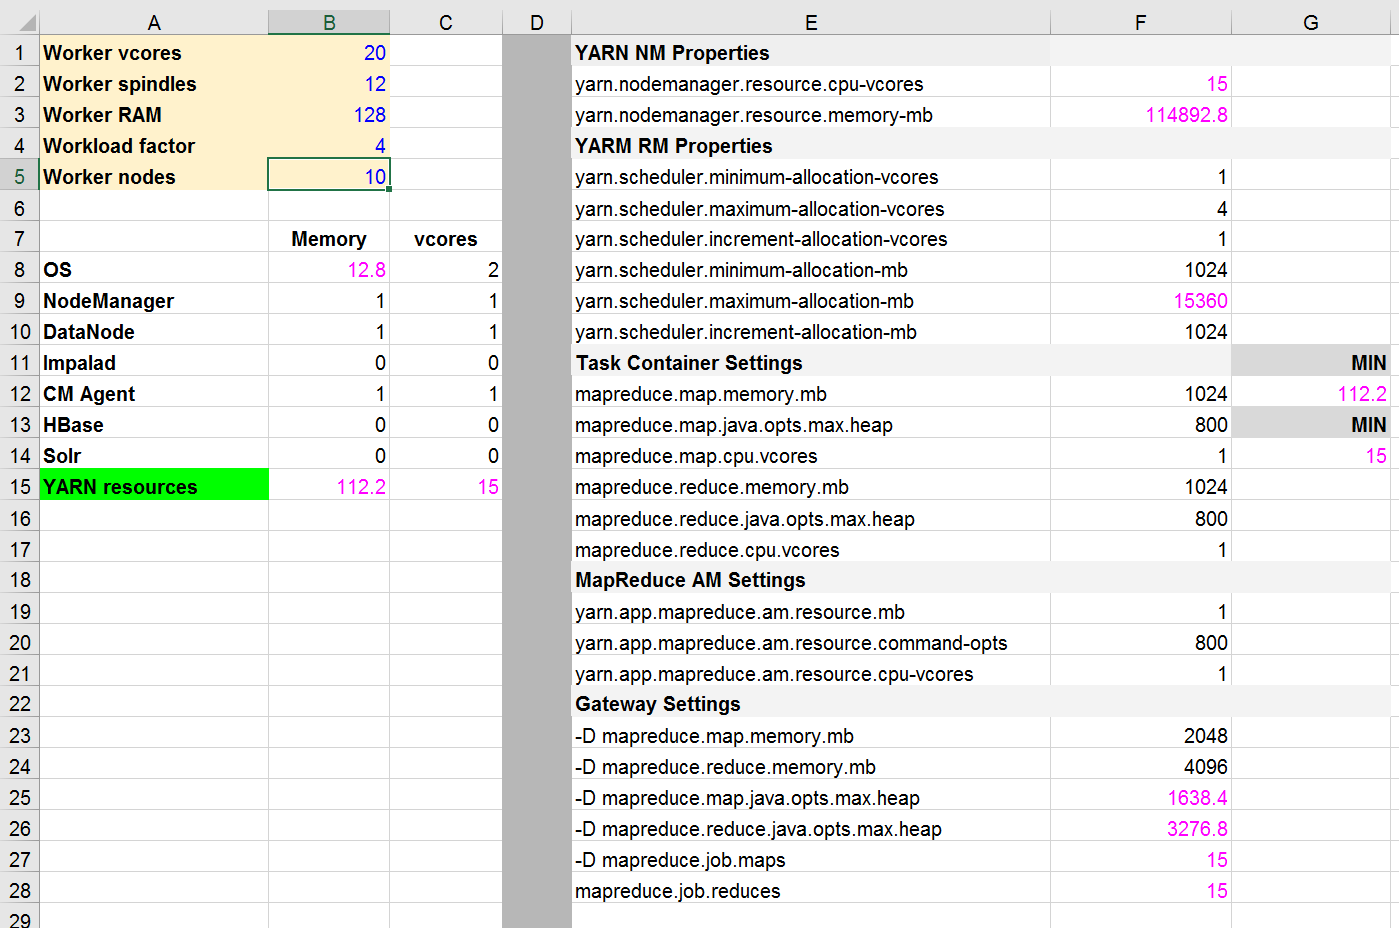 A B C D E F G
1 Worker vcores 20 YARN NM Properties
2 Worker spindles 12 yarn.nodemanager.resource.cpu-vcores 15
3 Worker RAM 128 yarn.nodemanager.resource.memory-mb 114892.8
4 Workload factor 4 YARM RM Properties
5 Worker nodes 10 yarn.scheduler.minimum-allocation-vcores 1
6 yarn.scheduler.maximum-allocation-vcores 4
7 Memory vcores yarn.scheduler.increment-allocation-vcores 1
8 OS 12.8 2 yarn.scheduler.minimum-allocation-mb 1024
9 NodeManager 1 1 yarn.scheduler.maximum-allocation-mb 15360
10 DataNode 1 1 yarn.scheduler.increment-allocation-mb 1024
11 Impalad 0 0 Task Container Settings MIN
12 CM Agent 1 1 mapreduce.map.memory.mb 1024 112.2
13 HBase 0 0 mapreduce.map.java.opts.max.heap 800 MIN
14 Solr 0 0 mapreduce.map.cpu.vcores 1 15
15 YARN resources 112.2 15 mapreduce.reduce.memory.mb 1024
16 mapreduce.reduce.java.opts.max.heap 800
17 mapreduce.reduce.cpu.vcores 1
18 MapReduce AM Settings
19 yarn.app.mapreduce.am.resource.mb 1
20 yarn.app.mapreduce.am.resource.command-opts 800
21 yarn.app.mapreduce.am.resource.cpu-vcores 1
22 Gateway Settings
23 -D mapreduce.map.memory.mb 2048
24 -D mapreduce.reduce.memory.mb 4096
25 -D mapreduce.map.java.opts.max.heap 1638.4
26 -D mapreduce.reduce.java.opts.max.heap 3276.8
27 -D mapreduce.job.maps 15
28 mapreduce.job.reduces 15
29